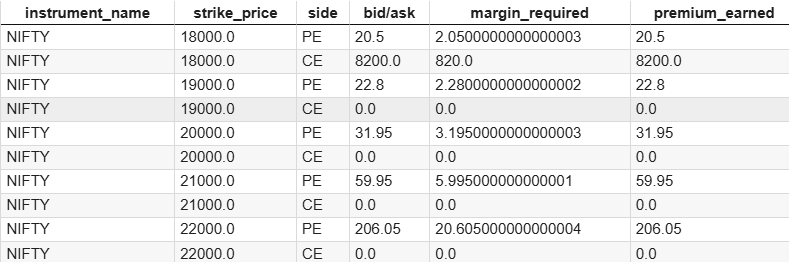 instrument_name strike_price side bid/ask margin_required premium_earned
NIFTY 18000.0 PE 20.5 2.0500000000000003 20.5
NIFTY 18000.0 CE 8200.0 820.0 8200.0
NIFTY 19000.0 PE 22.8 2.2800000000000002 22.8
NIFTY 19000.0 CE 0.0 0.0 0.0
NIFTY 20000.0 PE 31.95 3.1950000000000003 31.95
NIFTY 20000.0 CE 0.0 0.0 0.0
NIFTY 21000.0 PE 59.95 5.995000000000001 59.95
NIFTY 21000.0 CE 0.0 0.0 0.0
NIFTY 22000.0 PE 206.05 20.605000000000004 206.05
NIFTY 22000.0 CE 0.0 0.0 0.0